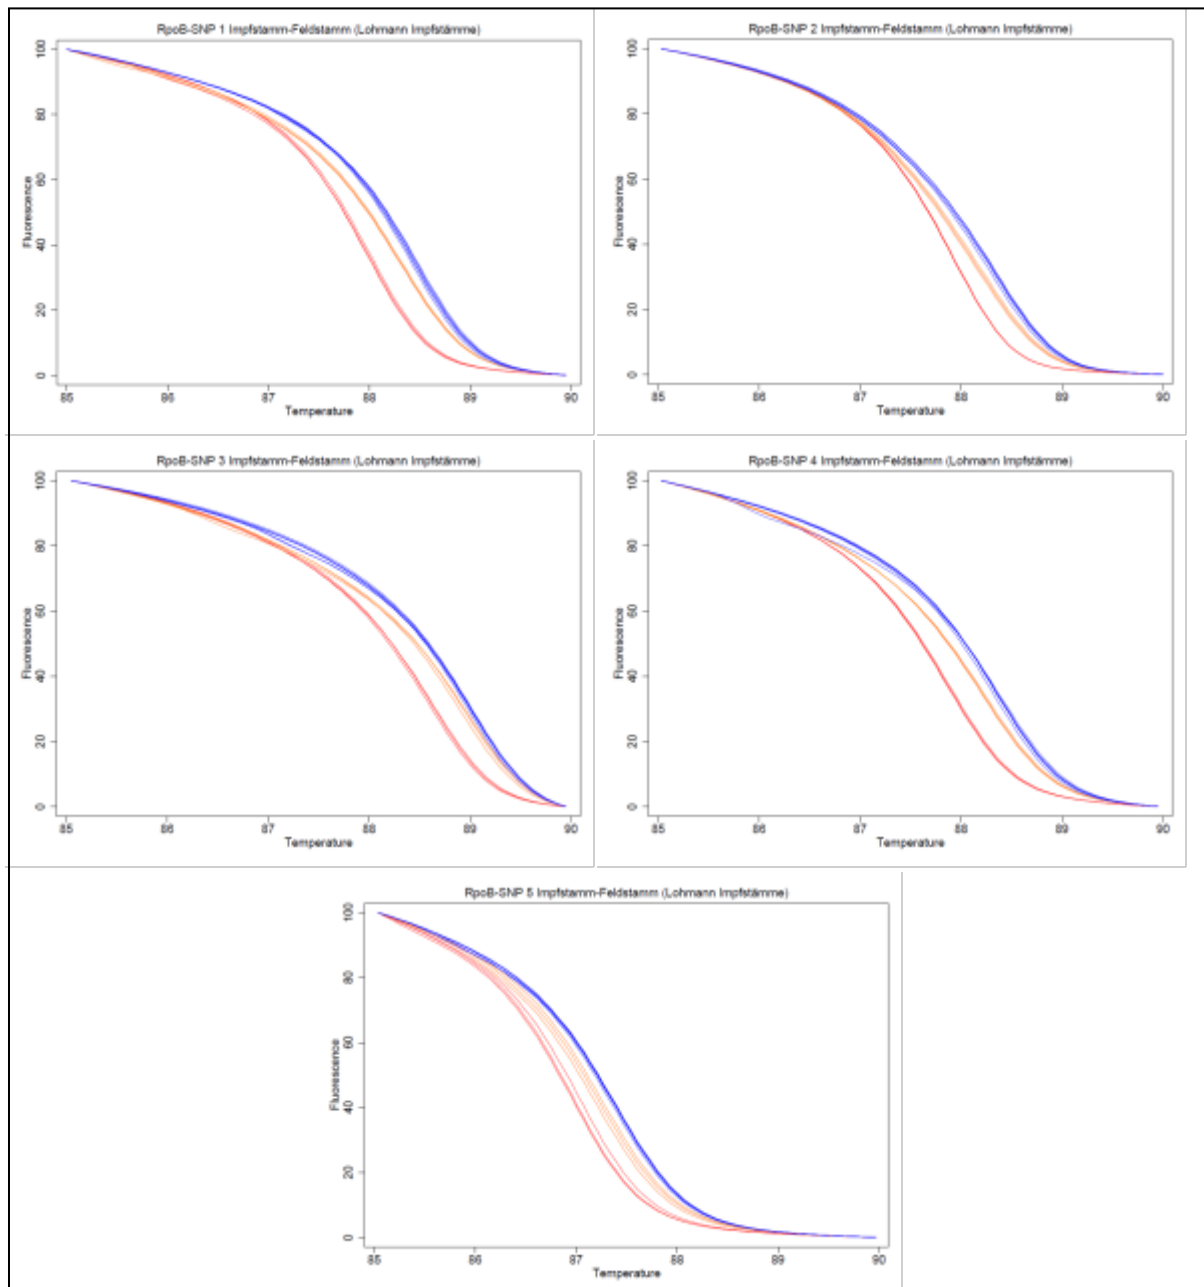 RpoB-SNP 1 Impfstamm-Feldstamm (Lohmann Impfstämme)
100
80
60
40
20
0
Fluorescence
85 86 87 88 89 90
Temperature
RpoB-SNP 2 Impfstamm-Feldstamm (Lohmann Impfstämme)
100
80
60
40
20
0
Fluorescence
85 86 87 88 89 90
Temperature
RpoB-SNP 3 Impfstamm-Feldstamm (Lohmann Impfstämme)
100
80
60
40
20
0
Fluorescence
85 86 87 88 89 90
Temperature
RpoB-SNP 4 Impfstamm-Feldstamm (Lohmann Impfstämme)
100
80
60
40
20
0
Fluorescence
85 86 87 88 89 90
Temperature
RpoB-SNP 5 Impfstamm-Feldstamm (Lohmann Impfstämme)
100
80
60
40
20
0
Fluorescence
85 86 87 88 89 90
Temperature